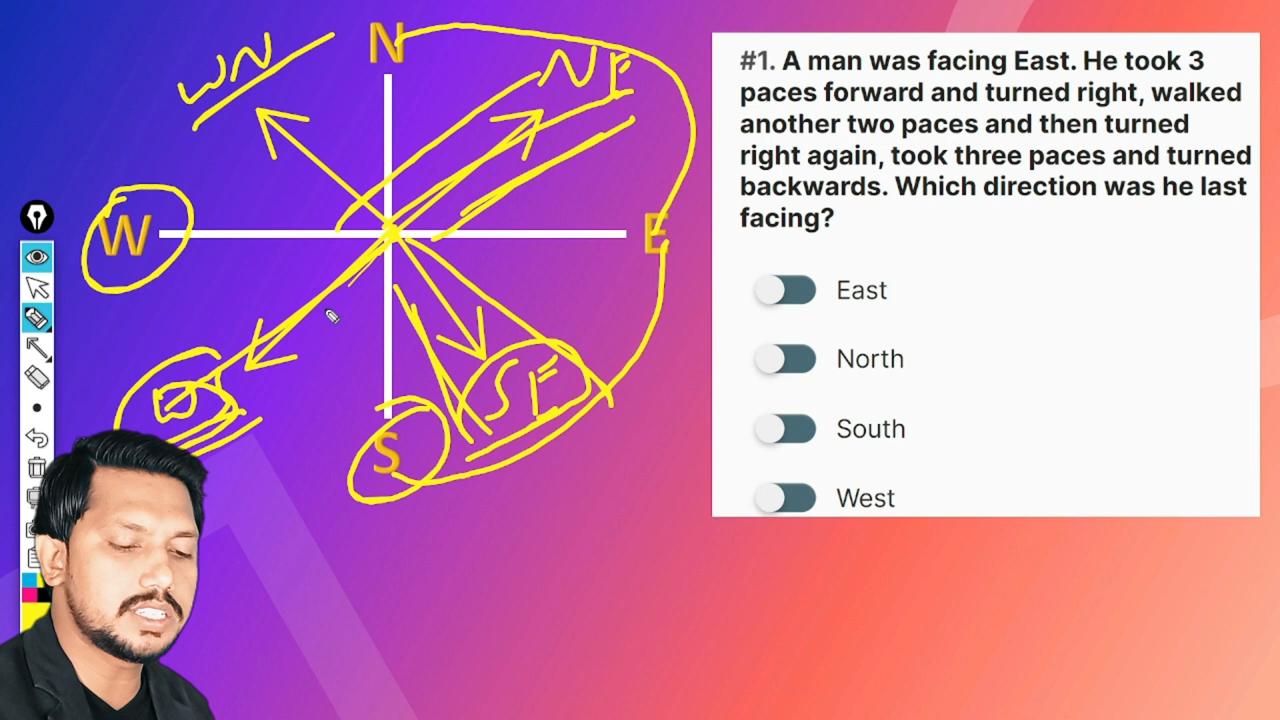 N
WN
NE
W
E
SE
S
#1. A man was facing East. He took 3
paces forward and turned right, walked
another two paces and then turned
right again, took three paces and turned
backwards. Which direction was he last
facing?
East
North
South
West